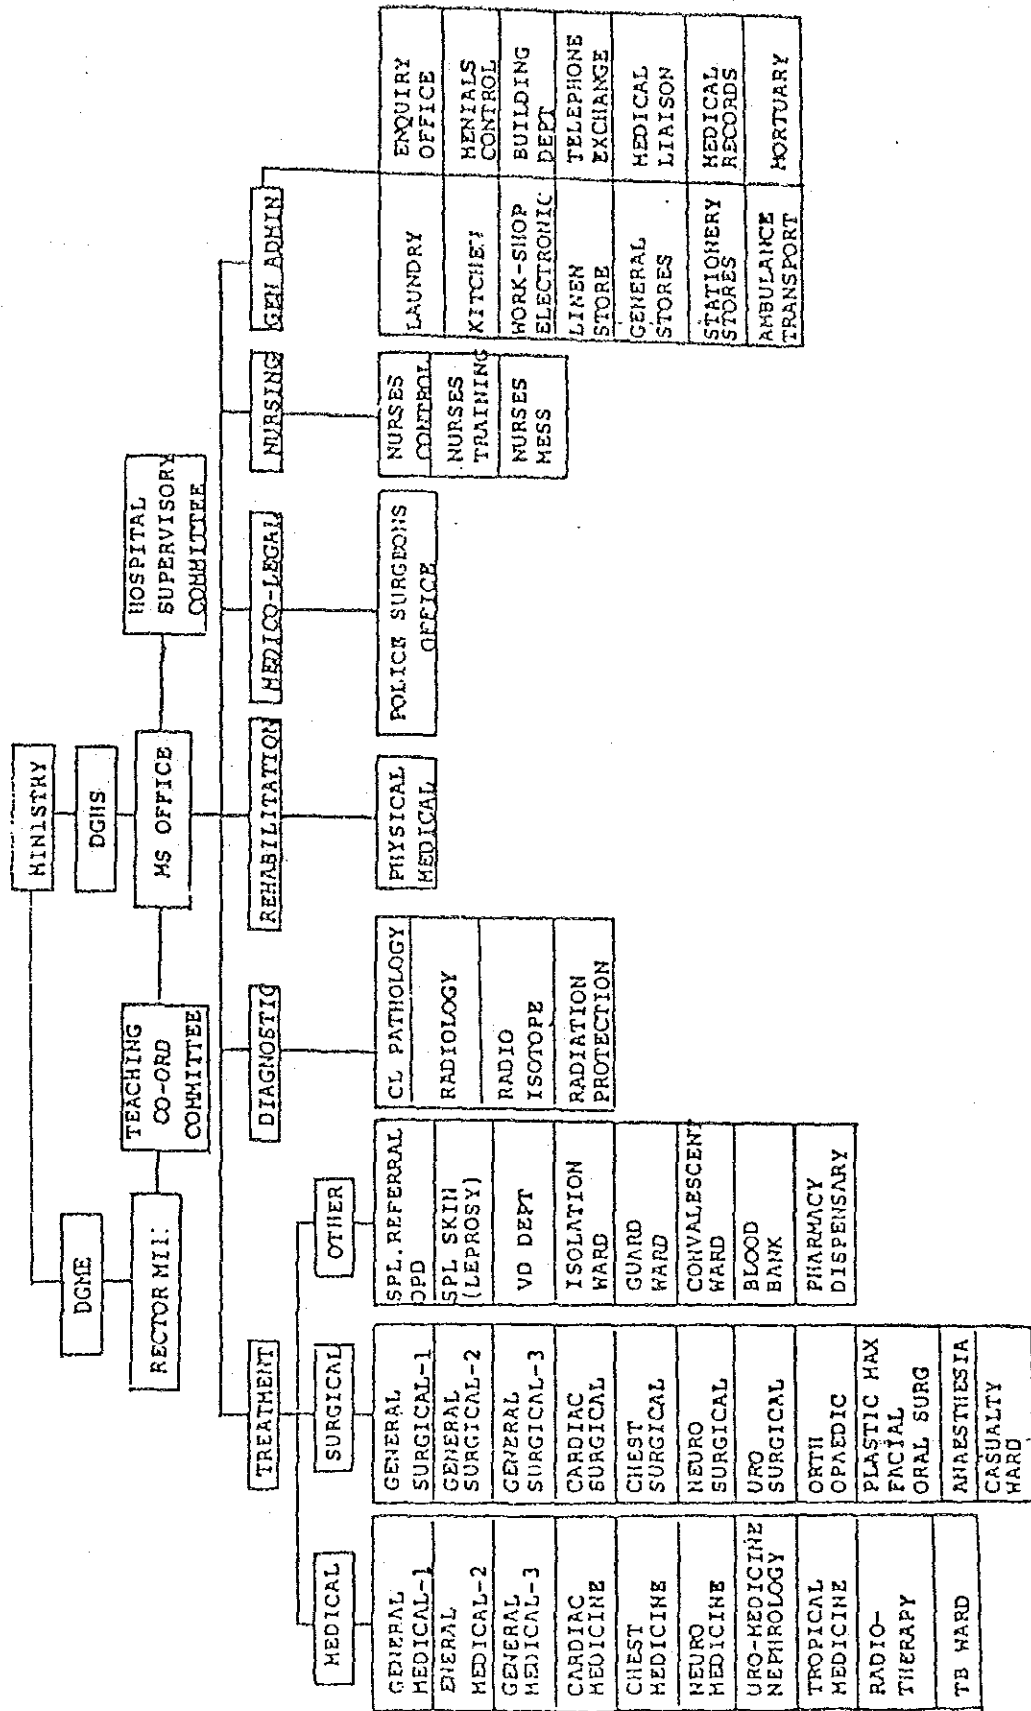 MINISTRY
DGME
DGHS
RECTOR MII:
TEACHING
CO-ORD
COMMITTEE
MS OFFICE
HOSPITAL
SUPERVISORY
COMMITTEE
TREATMENT
DIAGNOSTIC
REHABILITATION
MEDICO-LEGAL
NURSING
GEN ADMIN
MEDICAL
SURGICAL
OTHER
GENERAL
MEDICAL-1
ENERAL
MEDICAL-2
GENERAL
MEDICAL-3
CARDIAC
MEDICINE
CHEST
MEDICINE
NEURO
MEDICINE
URO-MEDICINE
NEPHROLOGY
TROPICAL
MEDICINE
RADIO-
THERAPY
TB WARD
GENERAL
SURGICAL-1
GENERAL
SURGICAL-2
GENERAL
SURGICAL-3
CARDIAC
SURGICAL
CHEST
SURGICAL
NEURO
SURGICAL
URO
SURGICAL
ORTH
OPAEDIC
PLASTIC MAX
FACIAL
ORAL SURG
ANAESTHESIA
CASUALTY
WARD
SPL.REFERRAL
OPD
SPL SKIN
(LEPROSY)
VD DEPT
ISOLATION
WARD
GUARD
WARD
CONVALESCENT
WARD
BLOOD
BANK
PHARMACY
DISPENSARY
CL PATHOLOGY
RADIOLOGY
RADIO
ISOTOPE
RADIATION
PROTECTION
PHYSICAL
MEDICAL
POLICE SURGEONS
OFFICE
NURSES
CONTROL
NURSES
TRAINING
NURSES
MESS
LAUNDRY
KITCHEN
WORK-SHOP
ELECTRONIC
LINEN
STORE
GENERAL
STORES
STATIONERY
STORES
AMBULANCE
TRANSPORT
ENQUIRY
OFFICE
MENIALS
CONTROL
BUILDING
DEPT
TELEPHONE
EXCHANGE
MEDICAL
LIAISON
MEDICAL
RECORDS
MORTUARY